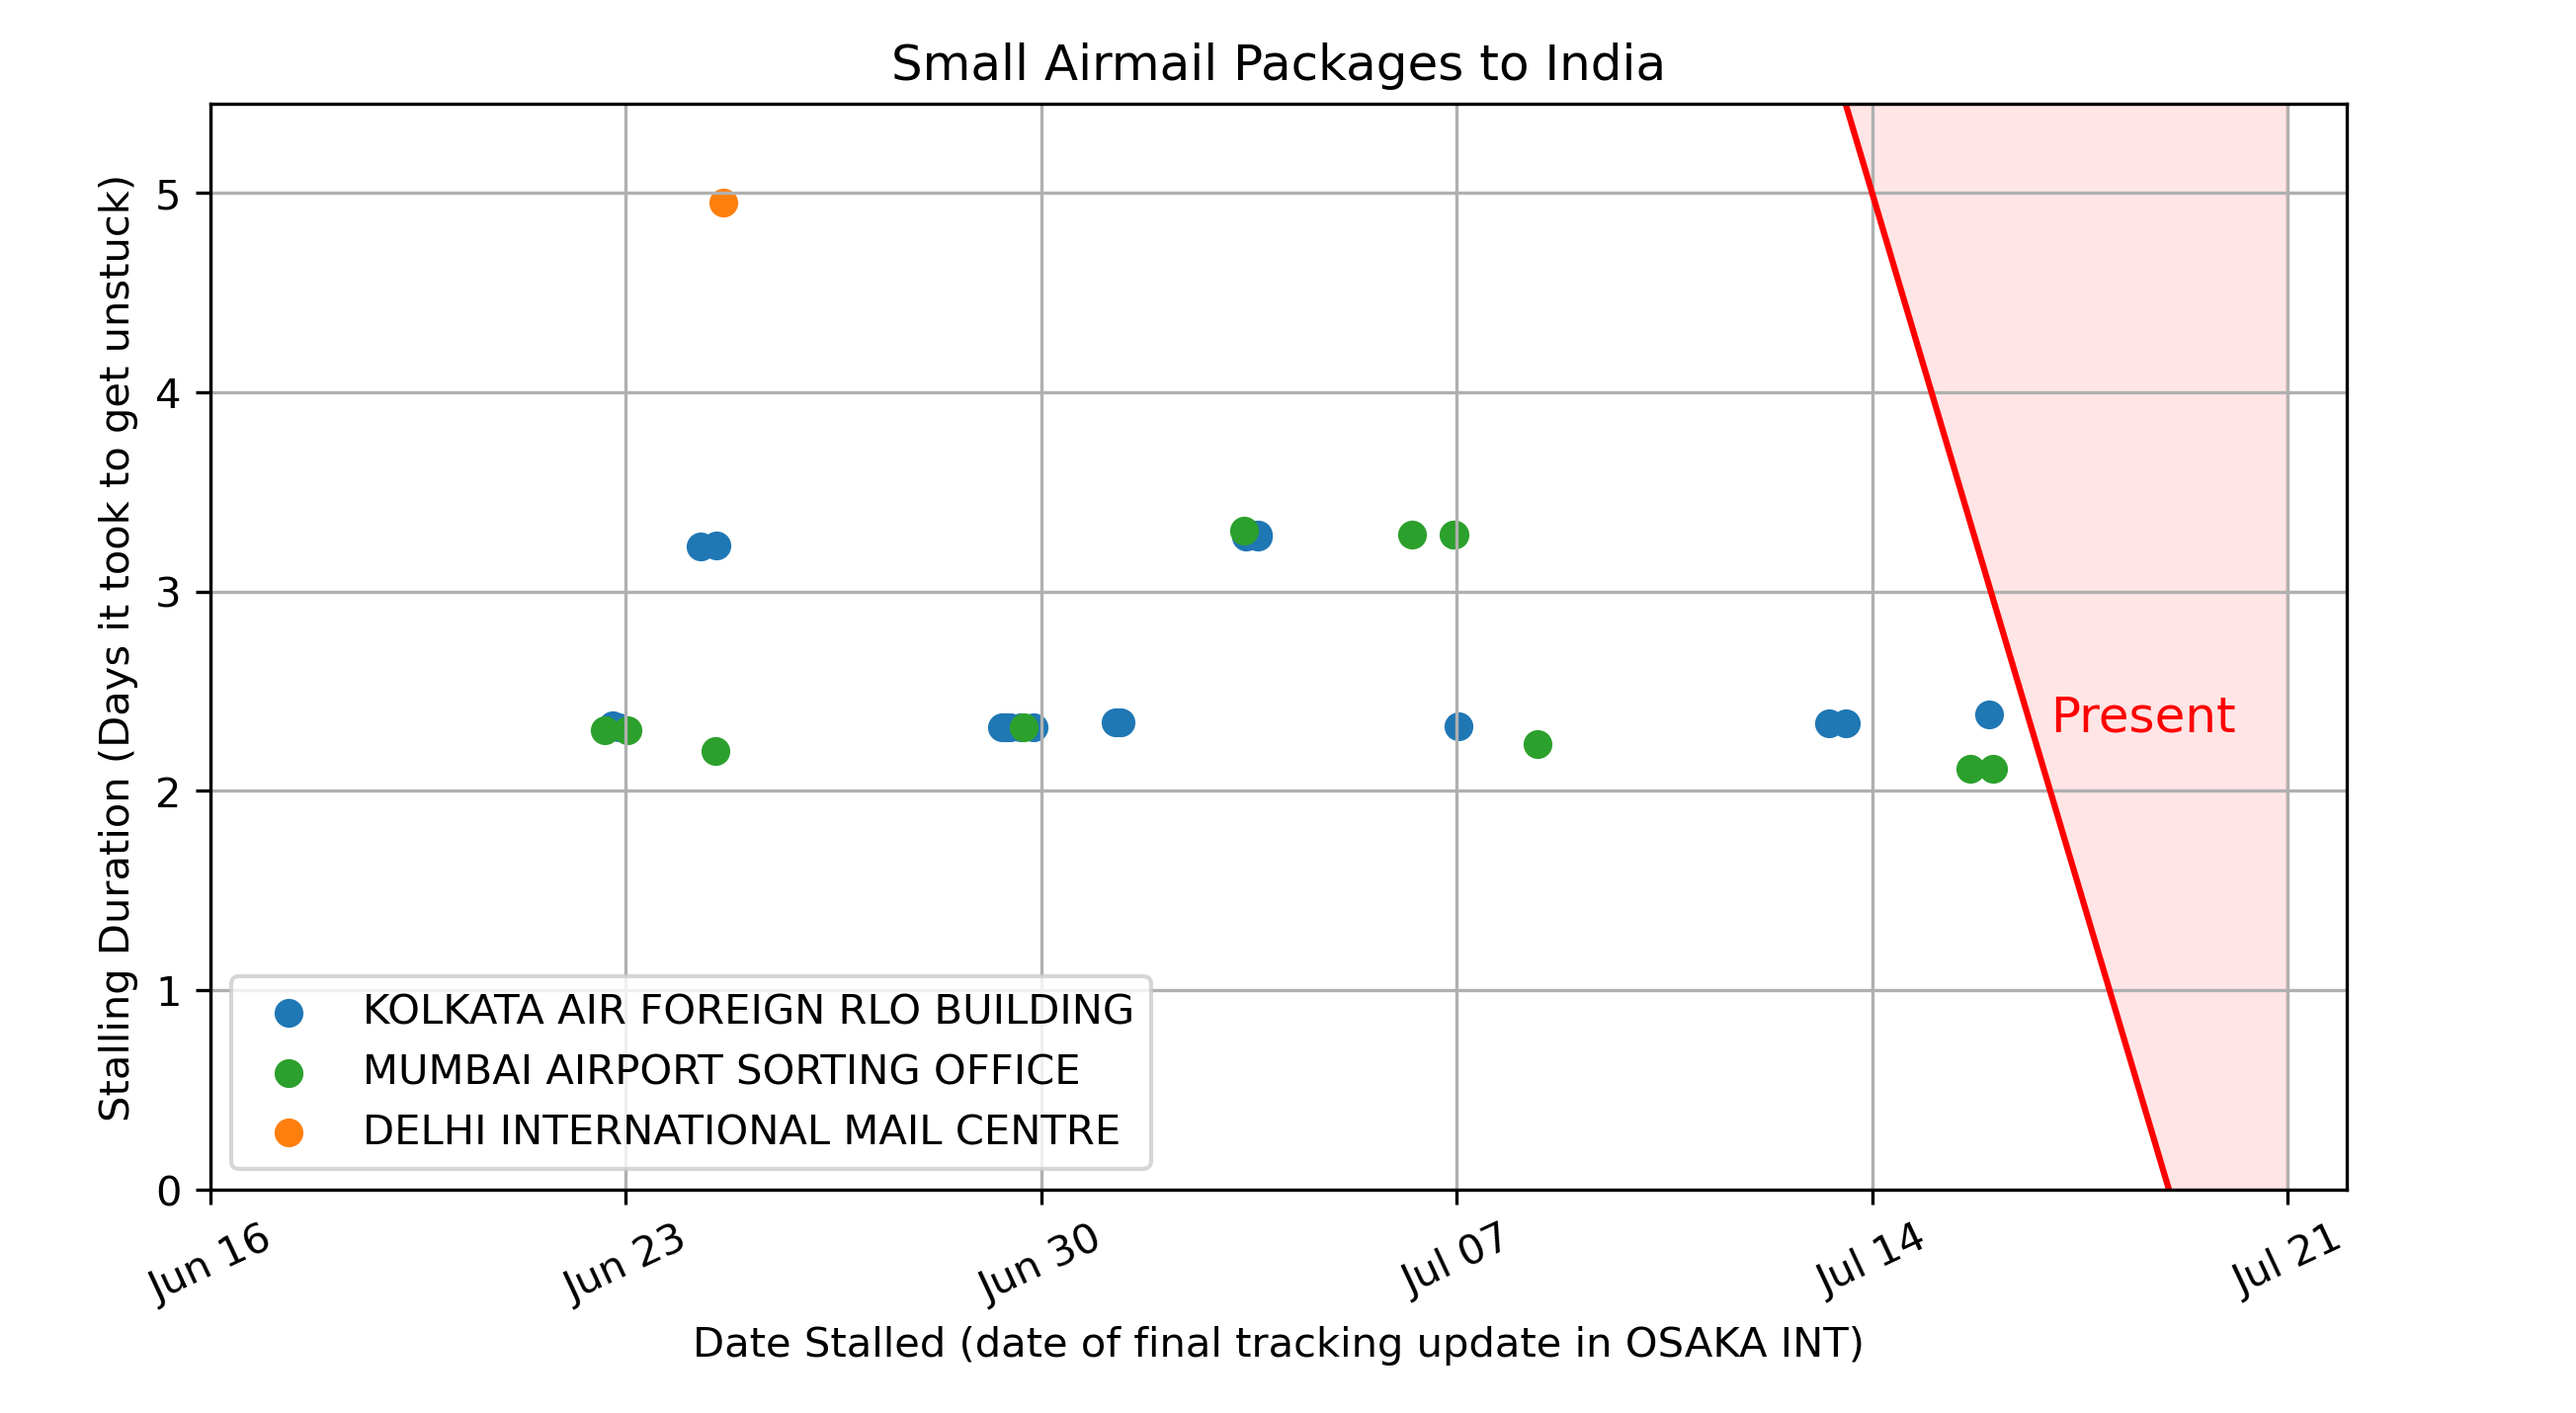 Small Airmail Packages to India
Stalling Duration (Days it took to get unstuck)
5
4
3
2
1
0
Present
KOLKATA AIR FOREIGN RLO BUILDING
MUMBAI AIRPORT SORTING OFFICE
DELHI INTERNATIONAL MAIL CENTRE
Jun 16
Jun 23
Jun 30
Jul 07
Jul 14
Jul 21
Date Stalled (date of final tracking update in OSAKA INT)